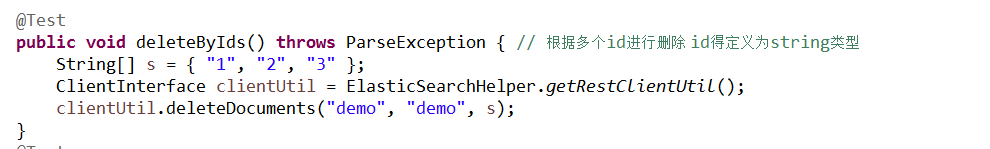 @Test
public void deleteByIds() throws ParseException { // 根据多个id进行删除 id得定义为string类型
String[] s = { "1", "2", "3" };
ClientInterface clientUtil = ElasticSearchHelper.getRestClientUtil();
clientUtil.deleteDocuments("demo", "demo", s);
}